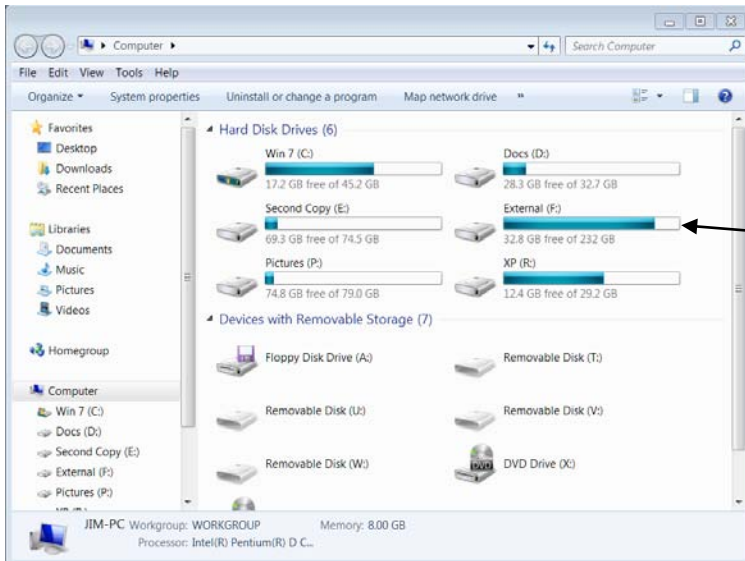 Computer
Search Computer
File Edit View Tools Help
Organize System properties Uninstall or change a program Map network drive »
Favorites
Desktop
Downloads
Recent Places
Libraries
Documents
Music
Pictures
Videos
Homegroup
Computer
Win 7 (C:)
Docs (D:)
Second Copy (E:)
External (F:)
Pictures (P:)
Hard Disk Drives (6)
Win 7 (C:)
17.2 GB free of 45.2 GB
Docs (D:)
28.3 GB free of 32.7 GB
Second Copy (E:)
69.3 GB free of 74.5 GB
External (F:)
32.8 GB free of 232 GB
Pictures (P:)
74.8 GB free of 79.0 GB
XP (R:)
12.4 GB free of 29.2 GB
Devices with Removable Storage (7)
Floppy Disk Drive (A:)
Removable Disk (T:)
Removable Disk (U:)
Removable Disk (V:)
Removable Disk (W:)
DVD Drive (X:)
DVD
JIM-PC Workgroup: WORKGROUP Memory: 8.00 GB
Processor: Intel(R) Pentium(R) D C...